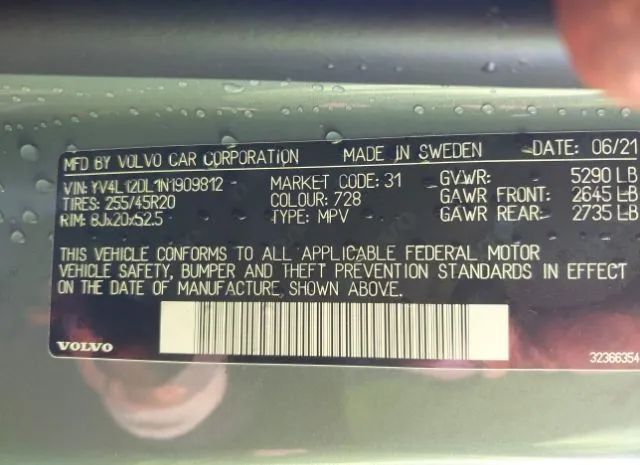 MFD BY VOLVO CAR CORPORATION MADE IN SWEDEN DATE: 06/21
VIN: YV4L12DL1N1909812 MARKET CODE: 31 GVWR: 5290 LB
TIRES: 255/45R20 COLOUR: 728 GAWR FRONT: 2645 LB
RIM: 8Jx20x52.5 TYPE: MPV GAWR REAR: 2735 LB
THIS VEHICLE CONFORMS TO ALL APPLICABLE FEDERAL MOTOR
VEHICLE SAFETY, BUMPER AND THEFT PREVENTION STANDARDS IN EFFECT
ON THE DATE OF MANUFACTURE, SHOWN ABOVE.
VOLVO 32366354